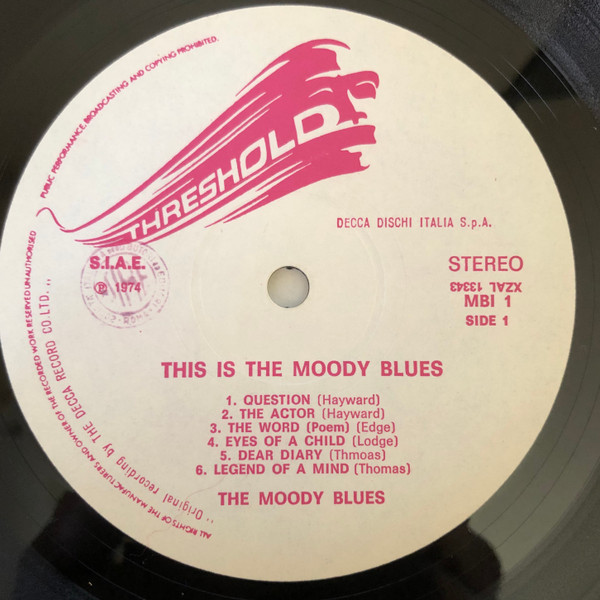 PUBLIC PERFORMANCE, BROADCASTING AND COPYING PROHIBITED.
THRESHOLD
DECCA DISCHI ITALIA S.p.A.
S.I.A.E.
℗ 1974
STEREO
XZAL 13343
MBI 1
SIDE 1
THIS IS THE MOODY BLUES
1. QUESTION (Hayward)
2. THE ACTOR (Hayward)
3. THE WORD (Poem) (Edge)
4. EYES OF A CHILD (Lodge)
5. DEAR DIARY (Thmoas)
6. LEGEND OF A MIND (Thomas)
THE MOODY BLUES
ALL RIGHTS OF THE MANUFACTURERS AND OWNER OF THE RECORDED WORK RESERVED UNAUTHORISED
"Original recording by THE DECCA RECORD CO. LTD."